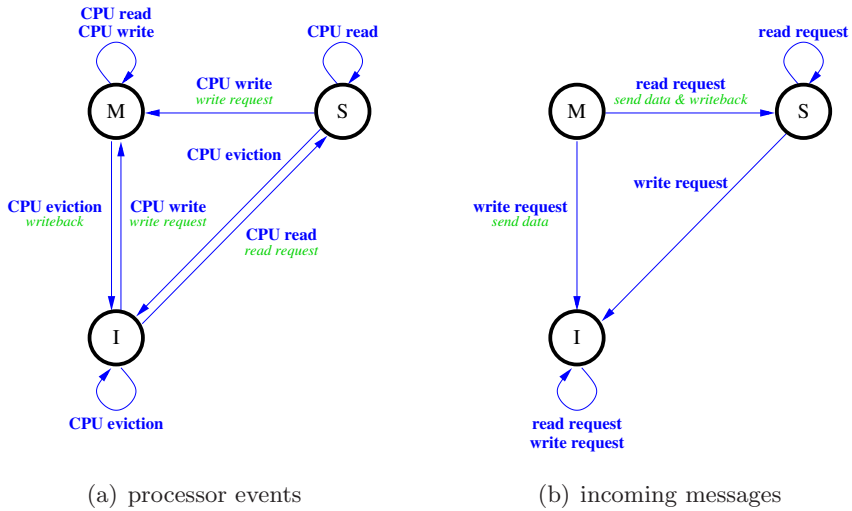 CPU read
CPU write
CPU read
M
S
CPU write
write request
CPU eviction
CPU eviction
writeback
CPU write
write request
CPU read
read request
I
CPU eviction
(a) processor events
read request
M
S
read request
send data & writeback
write request
write request
send data
I
read request
write request
(b) incoming messages